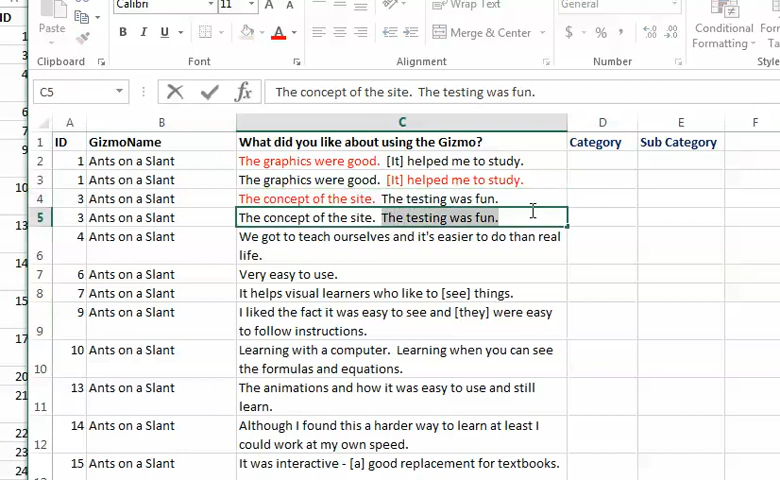 ID
Calibri
11
Wrap Text
General
Paste
B I U
Merge & Center
$ % ,
Conditional
Formatting
Forma
Tab
Clipboard
Font
Alignment
Number
Style
C5
fx
The concept of the site.  The testing was fun.
A B C D E F
1 ID GizmoName What did you like about using the Gizmo? Category Sub Category
2 1 Ants on a Slant The graphics were good.  [It] helped me to study.
3 1 Ants on a Slant The graphics were good.  [It] helped me to study.
4 3 Ants on a Slant The concept of the site.  The testing was fun.
5 3 Ants on a Slant The concept of the site.  The testing was fun.
4 Ants on a Slant We got to teach ourselves and it's easier to do than real
6 life.
7 6 Ants on a Slant Very easy to use.
8 7 Ants on a Slant It helps visual learners who like to [see] things.
9 Ants on a Slant I liked the fact it was easy to see and [they] were easy
9 to follow instructions.
10 Ants on a Slant Learning with a computer.  Learning when you can see
10 the formulas and equations.
13 Ants on a Slant The animations and how it was easy to use and still
11 learn.
14 Ants on a Slant Although I found this a harder way to learn at least I
12 could work at my own speed.
15 Ants on a Slant It was interactive - [a] good replacement for textbooks.